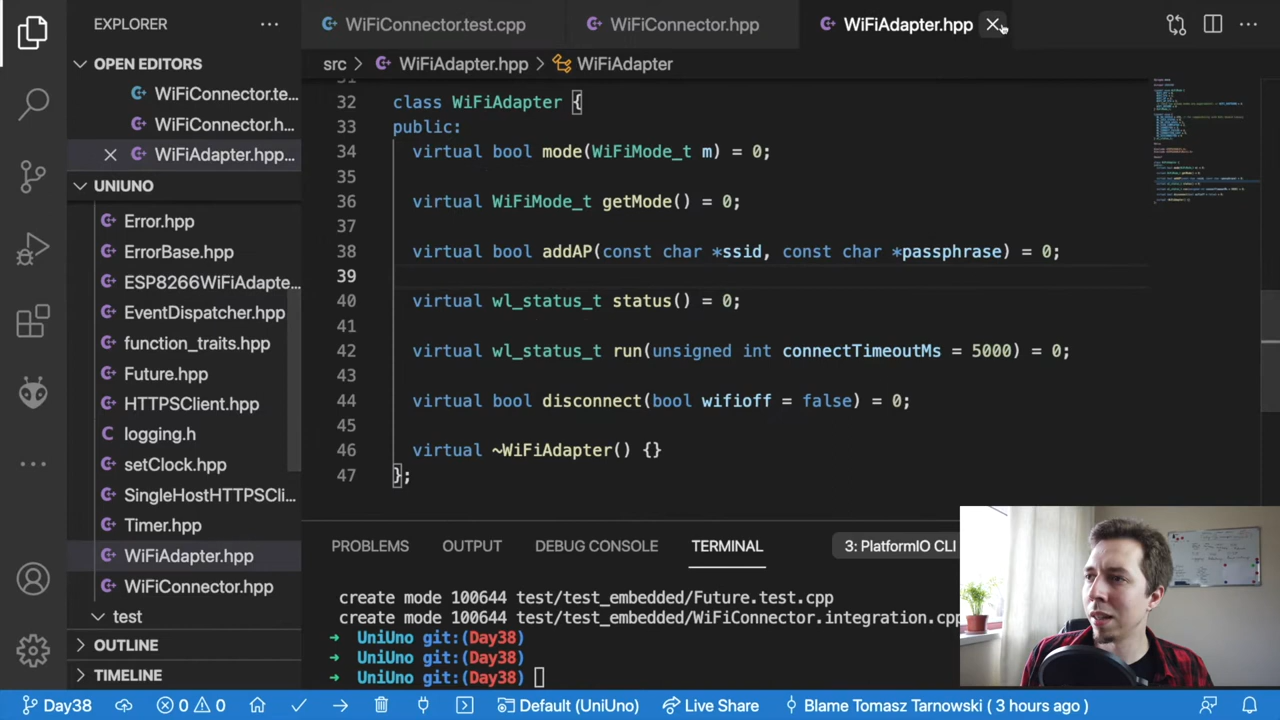 EXPLORER
WiFiConnector.test.cpp
WiFiConnector.hpp
WiFiAdapter.hpp
OPEN EDITORS
WiFiConnector.te...
WiFiConnector.h...
WiFiAdapter.hpp...
UNIUNO
Error.hpp
ErrorBase.hpp
ESP8266WiFiAdapte...
EventDispatcher.hpp
function_traits.hpp
Future.hpp
HTTPSClient.hpp
logging.h
setClock.hpp
SingleHostHTTPSCli...
Timer.hpp
WiFiAdapter.hpp
WiFiConnector.hpp
test
OUTLINE
TIMELINE
src > WiFiAdapter.hpp > WiFiAdapter
32 class WiFiAdapter {
33 public:
34 virtual bool mode(WiFiMode_t m) = 0;
35
36 virtual WiFiMode_t getMode() = 0;
37
38 virtual bool addAP(const char *ssid, const char *passphrase) = 0;
39
40 virtual wl_status_t status() = 0;
41
42 virtual wl_status_t run(unsigned int connectTimeoutMs = 5000) = 0;
43
44 virtual bool disconnect(bool wifioff = false) = 0;
45
46 virtual ~WiFiAdapter() {}
47 };
PROBLEMS OUTPUT DEBUG CONSOLE TERMINAL 3: PlatformIO CLI
create mode 100644 test/test_embedded/Future.test.cpp
create mode 100644 test/test_embedded/WiFiConnector.integration.cpp
→ UniUno git:(Day38)
→ UniUno git:(Day38)
→ UniUno git:(Day38)
Day38 0 0 Default (UniUno) Live Share Blame Tomasz Tarnowski ( 3 hours ago )